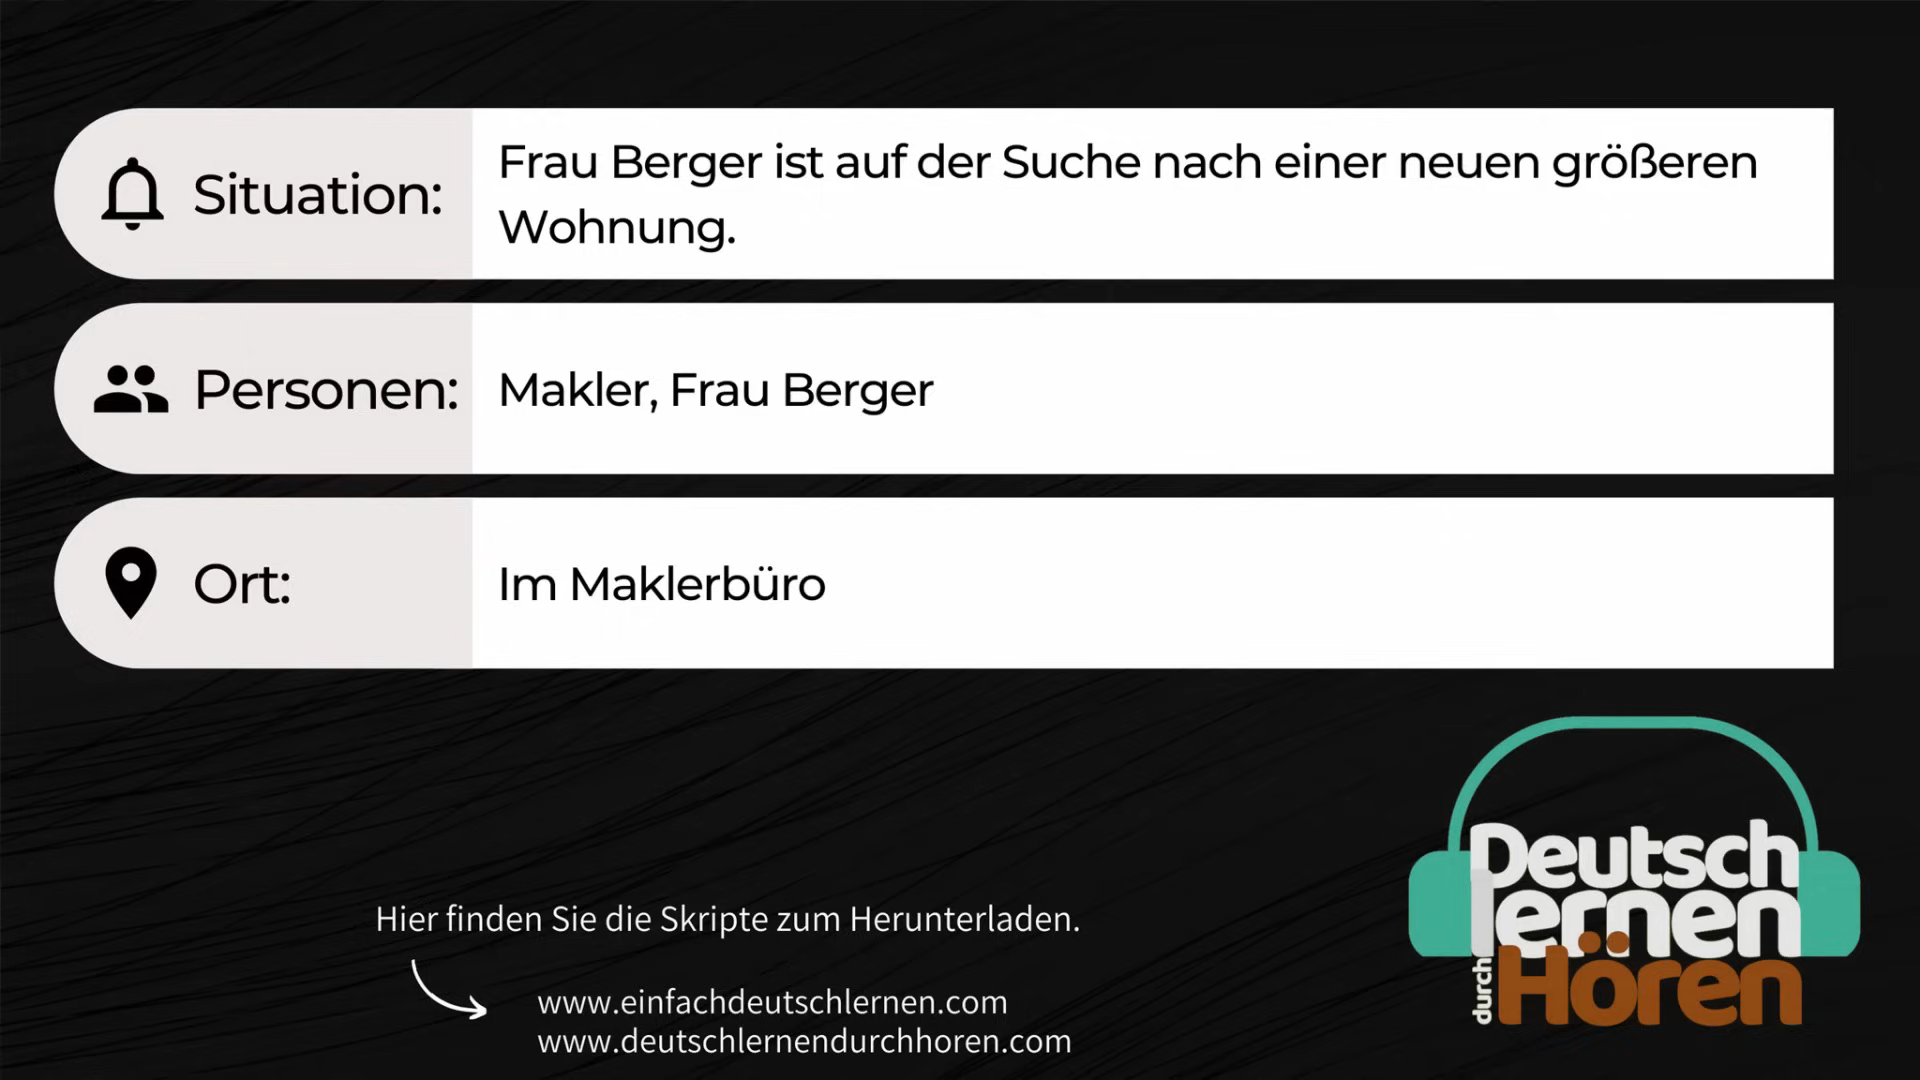 Situation:
Frau Berger ist auf der Suche nach einer neuen größeren
Wohnung.
Personen:
Makler, Frau Berger
Ort:
Im Maklerbüro
Hier finden Sie die Skripte zum Herunterladen.
www.einfachdeutschlernen.com
www.deutschlernendurchhoren.com
Deutsch
lernen
durch Hören